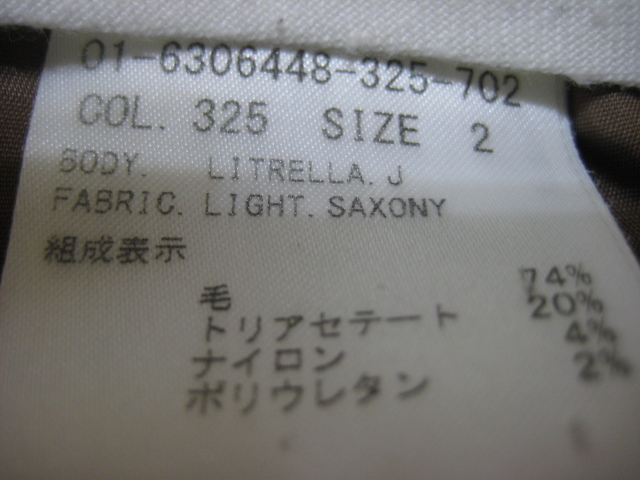 01-6306448-325-702
COL. 325 SIZE 2
BODY. LITRELLA. J
FABRIC. LIGHT. SAXONY
組成表示
毛 74%
トリアセテート 20%
ナイロン 4%
ポリウレタン 2%